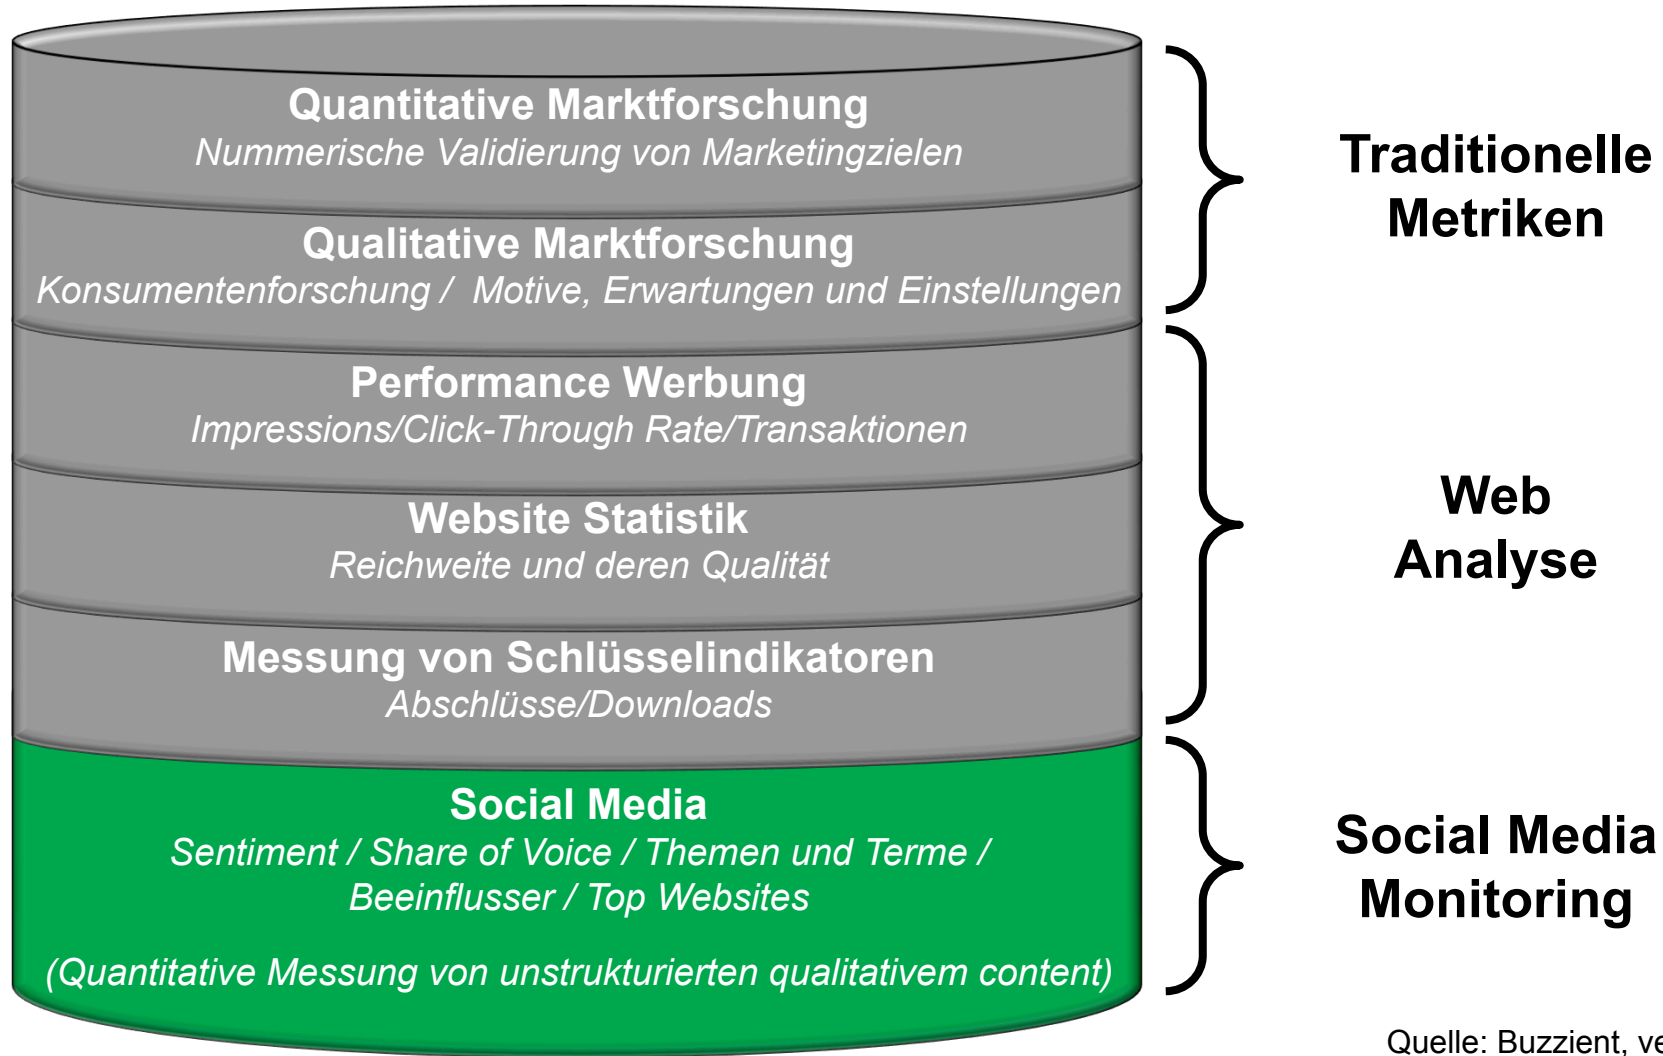 Quantitative Marktforschung
Nummerische Validierung von Marketingzielen
Qualitative Marktforschung
Konsumentenforschung / Motive, Erwartungen und Einstellungen
Performance Werbung
Impressions/Click-Through Rate/Transaktionen
Website Statistik
Reichweite und deren Qualität
Messung von Schlüsselindikatoren
Abschlüsse/Downloads
Social Media
Sentiment / Share of Voice / Themen und Terme /
Beeinflusser / Top Websites
(Quantitative Messung von unstrukturierten qualitativem content)
Traditionelle
Metriken
Web
Analyse
Social Media
Monitoring
Quelle: Buzzient,